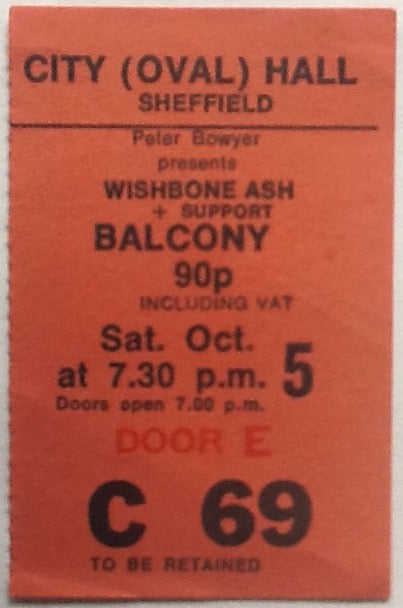 CITY (OVAL) HALL
SHEFFIELD
Peter Bowyer
presents
WISHBONE ASH
+ SUPPORT
BALCONY
90p
INCLUDING VAT
Sat. Oct. 5
at 7.30 p.m.
Doors open 7.00 p.m.
DOOR E
C 69
TO BE RETAINED